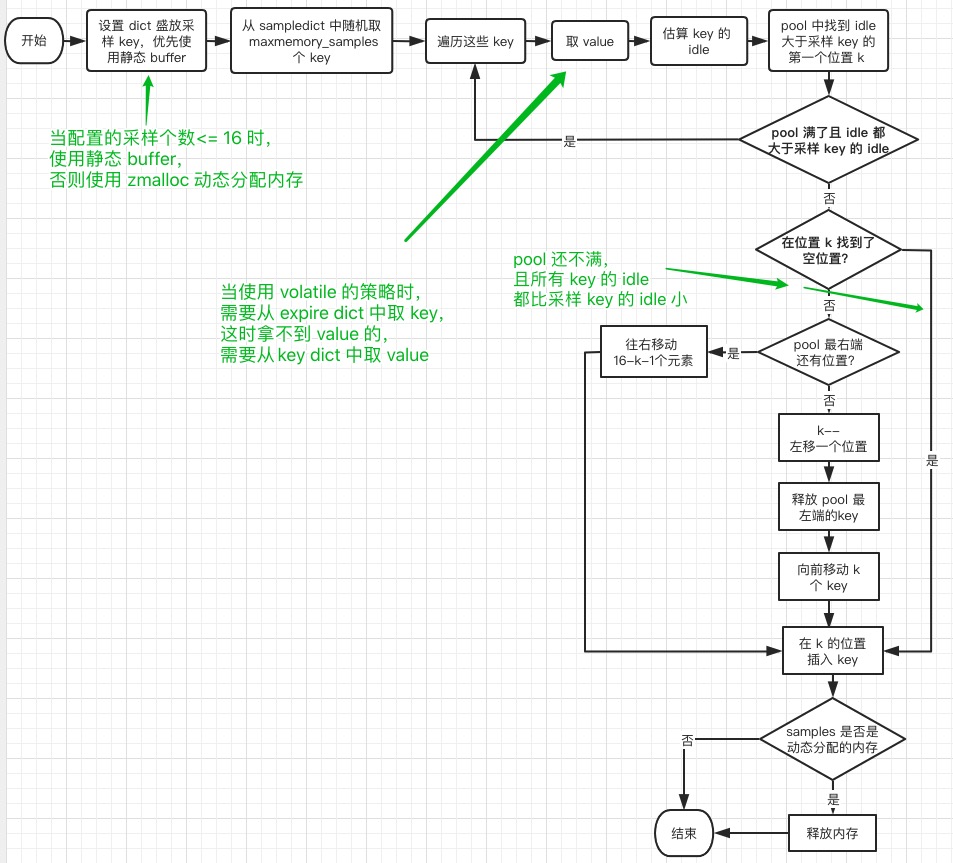 开始
设置 dict 盛放采
样 key，优先使
用静态 buffer
从 sampledict 中随机取
maxmemory_samples
个 key
遍历这些 key
取 value
估算 key 的
idle
pool 中找到 idle
大于采样 key 的
第一个位置 k
当配置的采样个数<= 16 时，
使用静态 buffer，
否则使用 zmalloc 动态分配内存
是
pool 满了且 idle 都
大于采样 key 的 idle
否
在位置 k 找到了
空位置？
pool 还不满，
且所有 key 的 idle
都比采样 key 的 idle 小
当使用 volatile 的策略时，
需要从 expire dict 中取 key，
这时拿不到 value 的，
需要从key dict 中取 value
否
往右移动
16-k-1个元素
是
pool 最右端
还有位置？
否
k--
左移一个位置
是
释放 pool 最
左端的key
向前移动 k
个 key
在 k 的位置
插入 key
samples 是否是
动态分配的内存
否
是
结束
释放内存